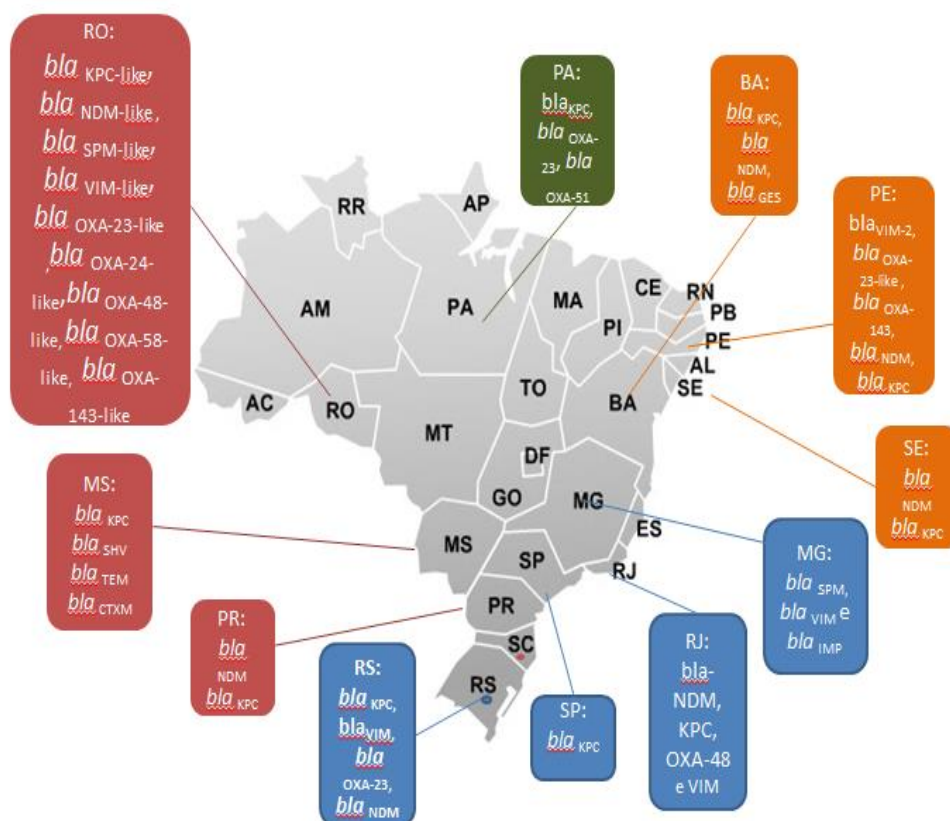 RO:
bla KPC-like,
bla NDM-like ,
bla SPM-like,
bla VIM-like,
bla OXA-23-like
,bla OXA-24-
like, bla OXA-48-
like, bla OXA-58-
like, bla OXA-
143-like
PA:
blaKPC,
bla OXA-
23, bla
OXA-51
BA:
bla KPC,
bla
NDM,
bla GES
PE:
blaVIM-2,
bla OXA-
23-like ,
bla OXA-
143,
bla NDM,
bla KPC
SE:
bla
NDM
bla KPC
MS:
bla KPC
bla SHV
bla TEM
bla CTXM
PR:
bla
NDM
bla KPC
RS:
bla KPC,
blaVIM,
bla
OXA-23,
bla NDM
SP:
bla KPC
RJ:
bla-
NDM,
KPC,
OXA-48
e VIM
MG:
bla SPM,
bla VIM e
bla IMP
RR
AP
AM
PA
MA
CE
RN
PB
PI
PE
AL
SE
AC
RO
TO
BA
MT
DF
GO
MG
ES
MS
SP
RJ
PR
SC
RS